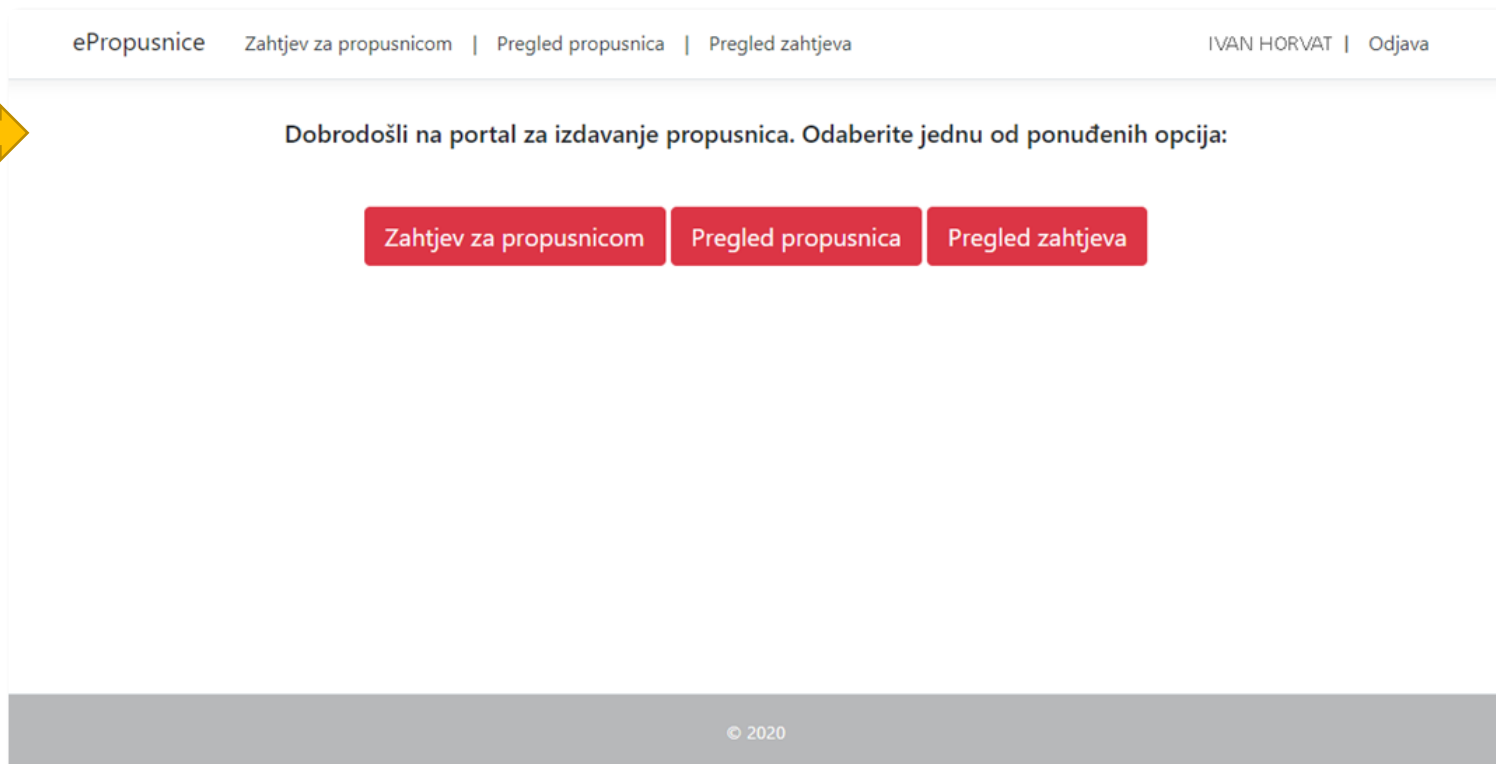 ePropusnice Zahtjev za propusnicom | Pregled propusnica | Pregled zahtjeva IVAN HORVAT | Odjava
Dobrodošli na portal za izdavanje propusnica. Odaberite jednu od ponuđenih opcija:
Zahtjev za propusnicom Pregled propusnica Pregled zahtjeva
© 2020